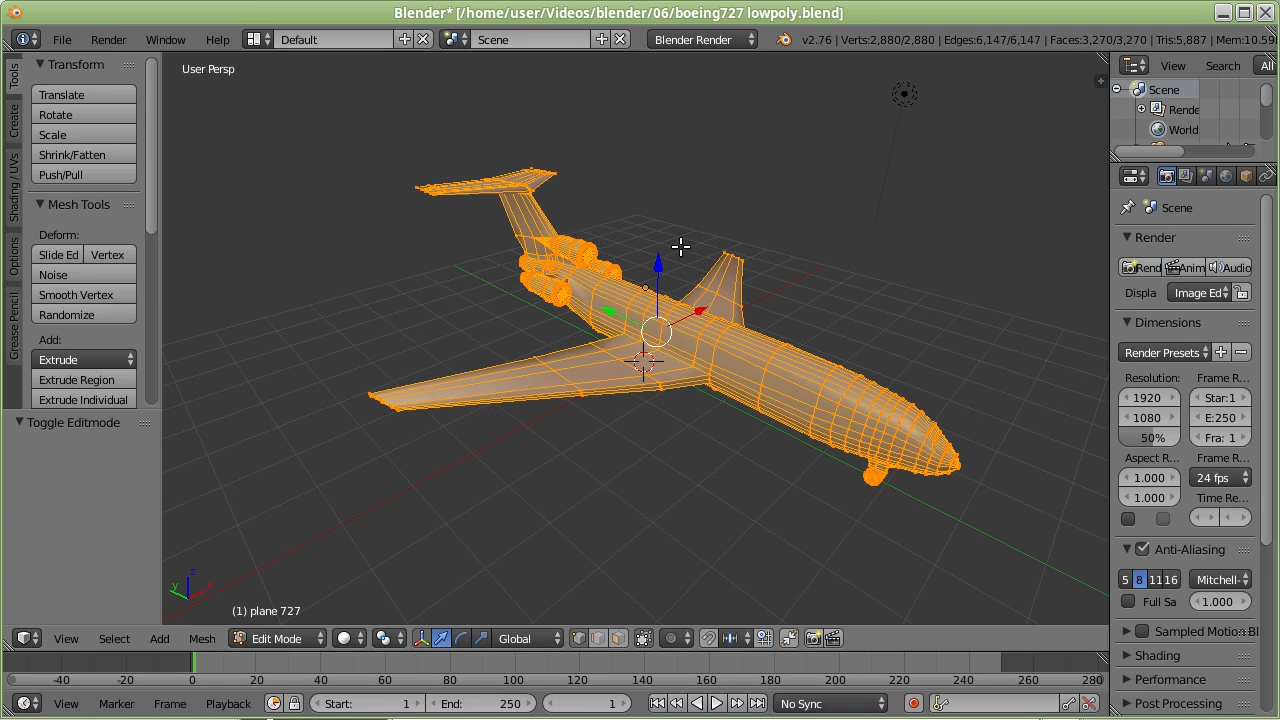 Blender* [/home/user/Videos/blender/06/boeing727 lowpoly.blend]
File Render Window Help Default Scene Blender Render v2.76 | Verts:2,880/2,880 | Edges:6,147/6,147 | Faces:3,270/3,270 | Tris:5,887 | Mem:10.59
Tools
Create
Shading / UVs
Options
Grease Pencil
Transform
Translate
Rotate
Scale
Shrink/Fatten
Push/Pull
Mesh Tools
Deform:
Slide Ed Vertex
Noise
Smooth Vertex
Randomize
Add:
Extrude
Extrude Region
Extrude Individual
Toggle Editmode
User Persp
z
y x
(1) plane 727
View Search All
Scene
Rende
World
Scene
Render
Rend Anim Audio
Displa Image Ed
Dimensions
Render Presets
Resolution: Frame R...
1920 Star:1
1080 E:250
50% Fra: 1
Aspect R... Frame R...
1.000 24 fps
1.000 Time Re...
Anti-Aliasing
5 8 11 16 Mitchell-
Full Sa 1.000
Sampled Motion Bl
Shading
Performance
Post Processing
View Select Add Mesh Edit Mode Global
-40 -20 0 20 40 60 80 100 120 140 160 180 200 220 240 260 280
View Marker Frame Playback Start: 1 End: 250 1 No Sync